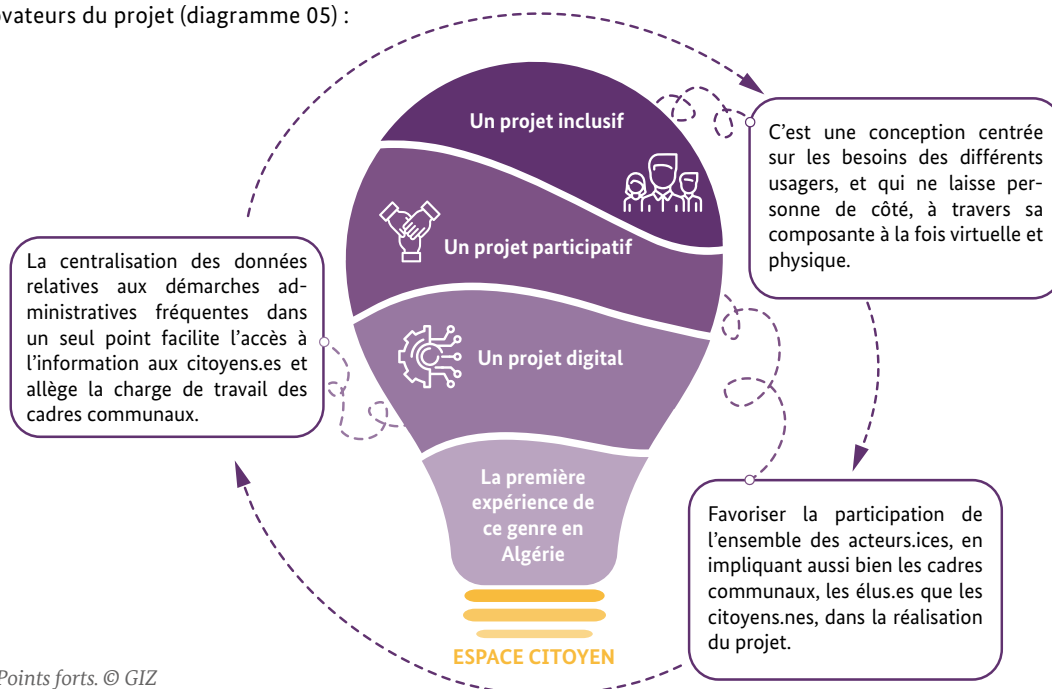 ovateurs du projet (diagramme 05) :
Un projet inclusif
C'est une conception centrée
sur les besoins des différents
usagers, et qui ne laisse per-
sonne de côté, à travers sa
composante à la fois virtuelle et
physique.
Un projet participatif
La centralisation des données
relatives aux démarches ad-
ministratives fréquentes dans
un seul point facilite l'accès à
l'information aux citoyens.es et
allège la charge de travail des
cadres communaux.
Un projet digital
La première
expérience de
ce genre en
Algérie
Favoriser la participation de
l'ensemble des acteurs.ices, en
impliquant aussi bien les cadres
communaux, les élus.es que les
citoyens.nes, dans la réalisation
du projet.
ESPACE CITOYEN
Points forts. © GIZ